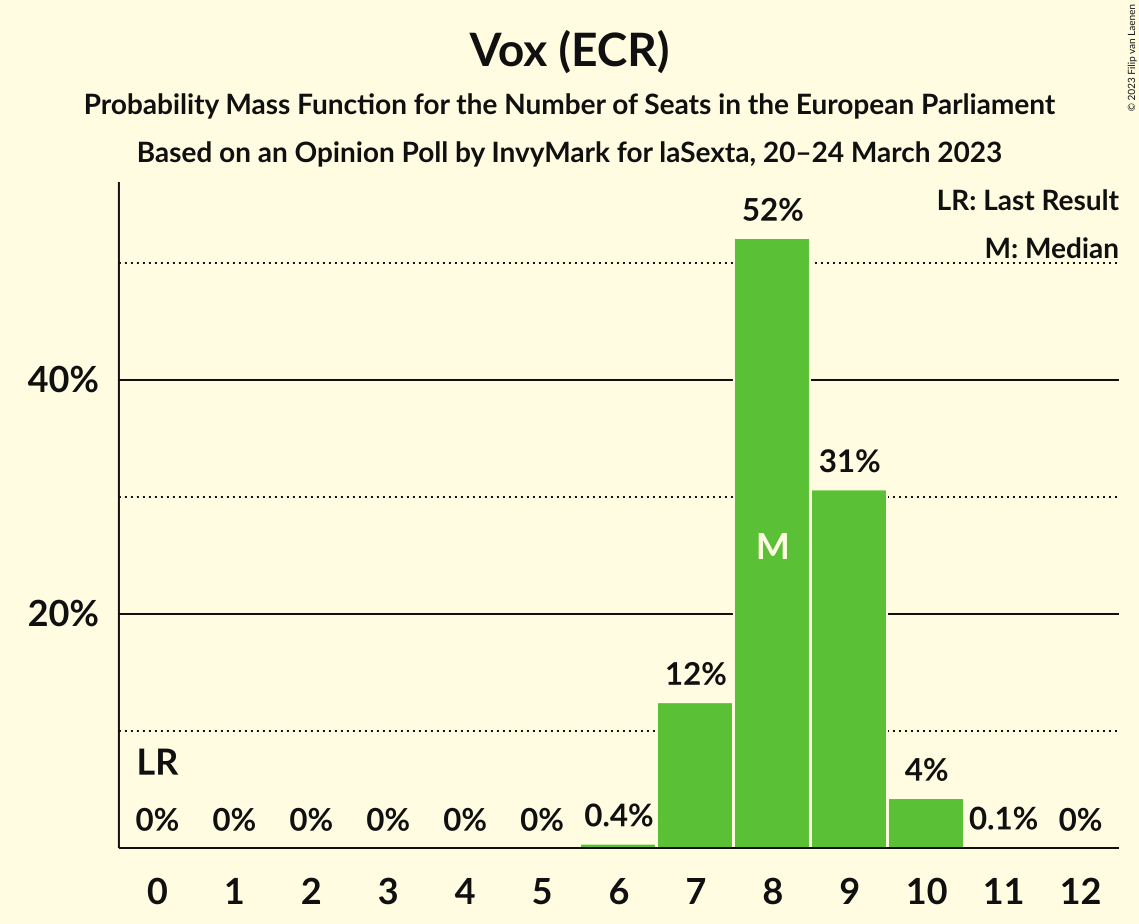 Vox (ECR)
Probability Mass Function for the Number of Seats in the European Parliament
Based on an Opinion Poll by InvyMark for laSexta, 20–24 March 2023
© 2023 Filip van Laenen
LR: Last Result
M: Median
52%
40%
31%
M
20%
12%
LR
4%
0% 0% 0% 0% 0% 0% 0.4% 0.1% 0%
0 1 2 3 4 5 6 7 8 9 10 11 12